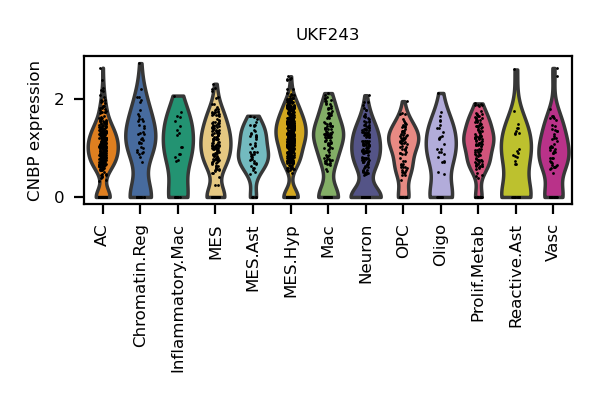 UKF243
CNBP expression
2
0
AC
Chromatin.Reg
Inflammatory.Mac
MES
MES.Ast
MES.Hyp
Mac
Neuron
OPC
Oligo
Prolif.Metab
Reactive.Ast
Vasc